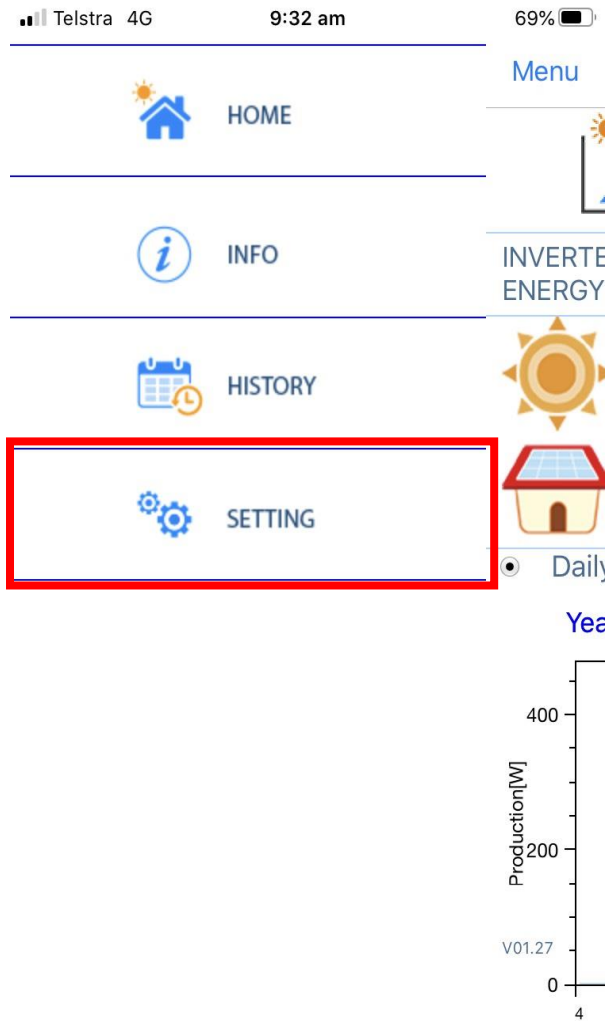 Telstra 4G 9:32 am 69%
Menu
HOME
INFO
HISTORY
SETTING
INVERTE
ENERGY
Daily
Yea
400
Production[W]
200
V01.27
0
4